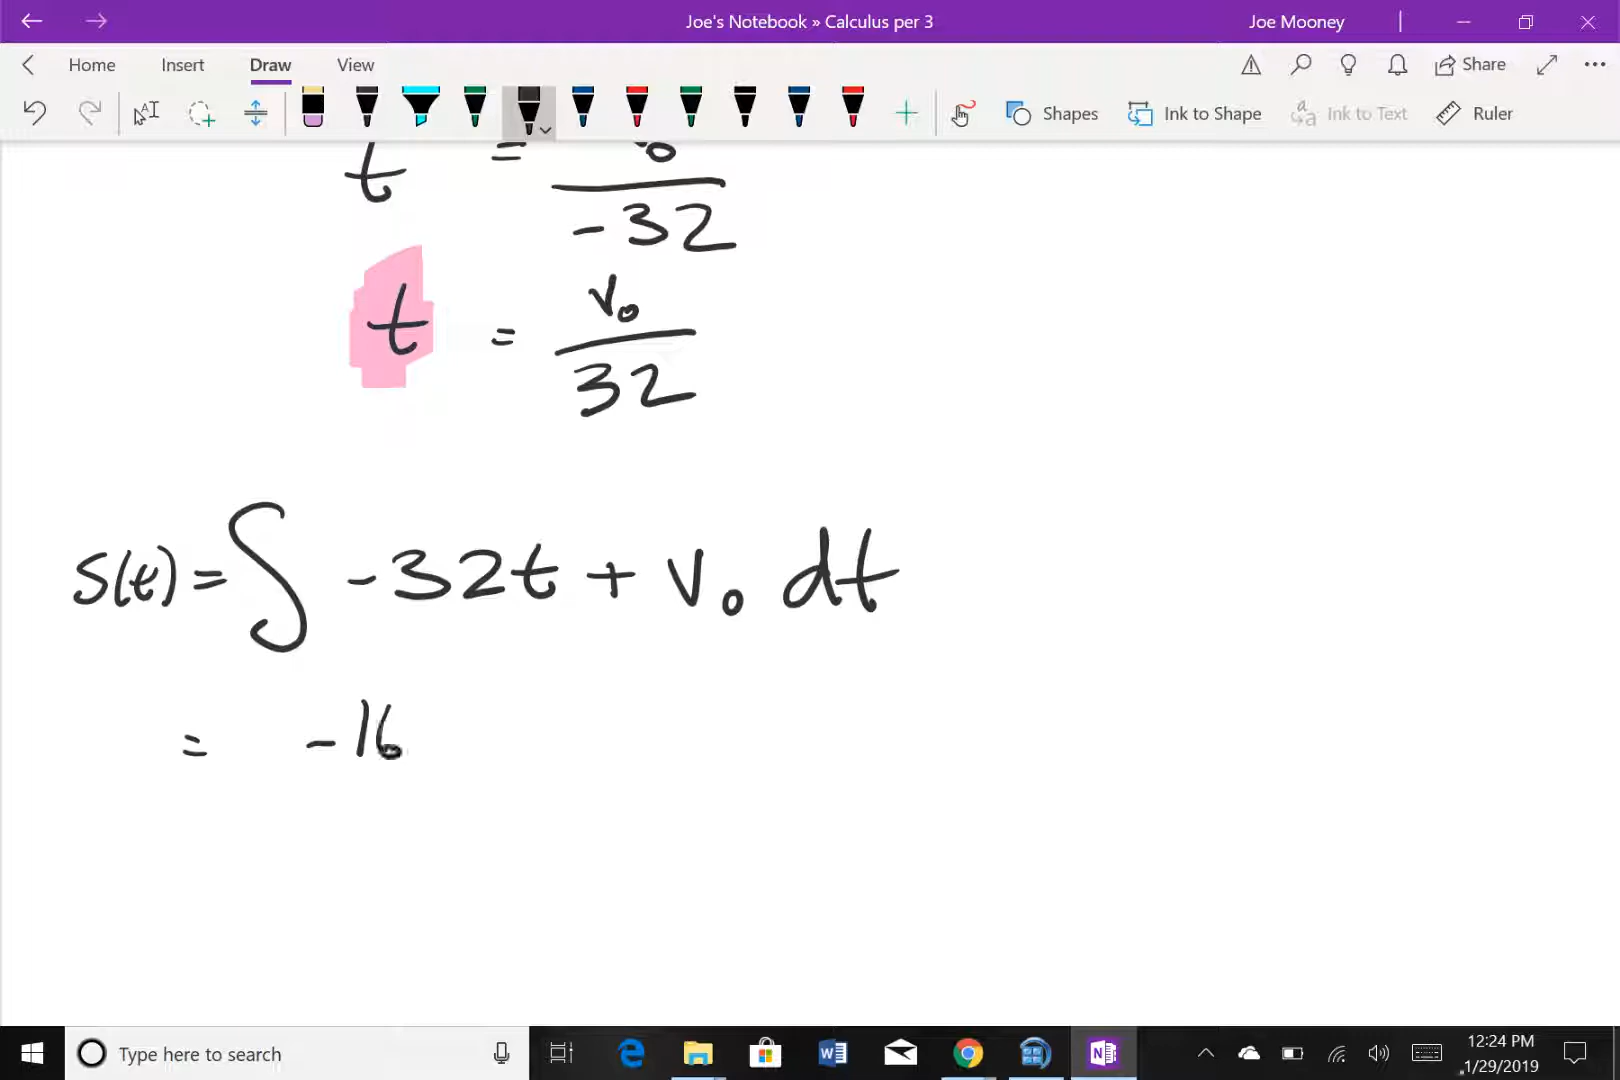 Joe's Notebook » Calculus per 3
Joe Mooney
Home Insert Draw View Share
Shapes Ink to Shape Ink to Text Ruler
t =
-32
t = v₀
32
s(t) = ∫ -32t + v₀ dt
= -16
Type here to search
12:24 PM
1/29/2019